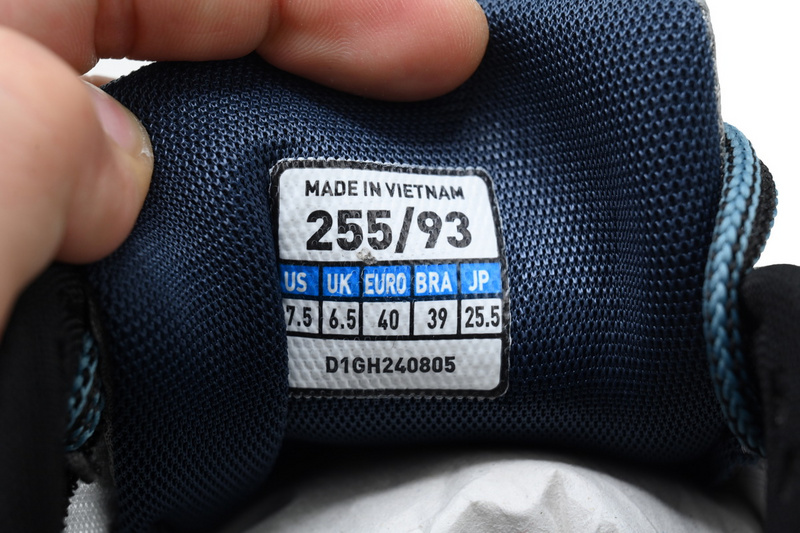 MADE IN VIETNAM
255/93
US UK EURO BRA JP
7.5 6.5 40 39 25.5
D1GH240805